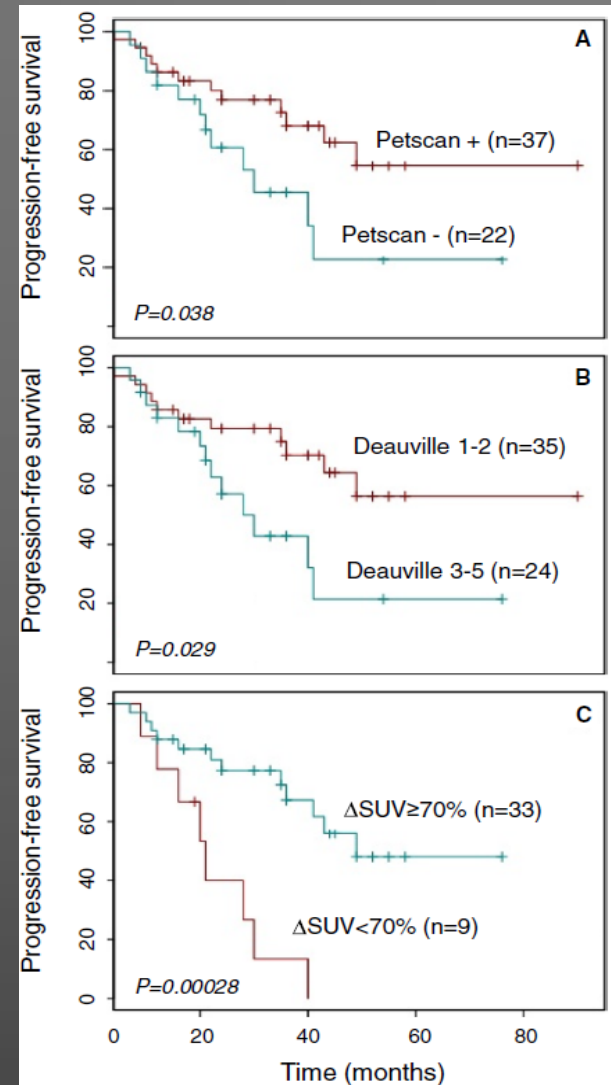 A
Progression-free survival
100
80
60
40
20
Petscan + (n=37)
Petscan - (n=22)
P=0.038
B
Progression-free survival
100
80
60
40
20
Deauville 1-2 (n=35)
Deauville 3-5 (n=24)
P=0.029
C
Progression-free survival
100
80
60
40
20
0
ΔSUV≥70% (n=33)
ΔSUV<70% (n=9)
P=0.00028
0 20 40 60 80
Time (months)